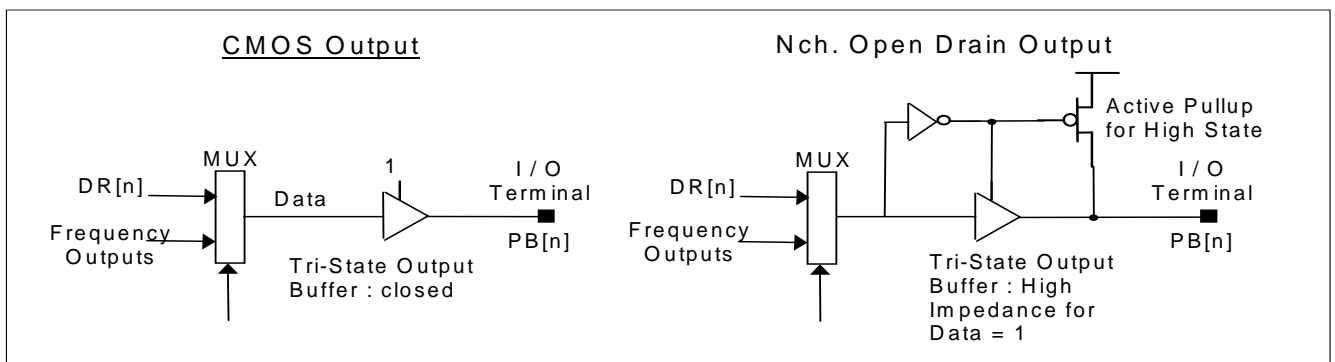 CMOS Output
MUX
1
DR[n]
Data
I / O
Terminal
Frequency
Outputs
PB[n]
Tri-State Output
Buffer : closed
Nch. Open Drain Output
Active Pullup
for High State
MUX
DR[n]
I / O
Terminal
Frequency
Outputs
PB[n]
Tri-State Output
Buffer : High
Impedance for
Data = 1